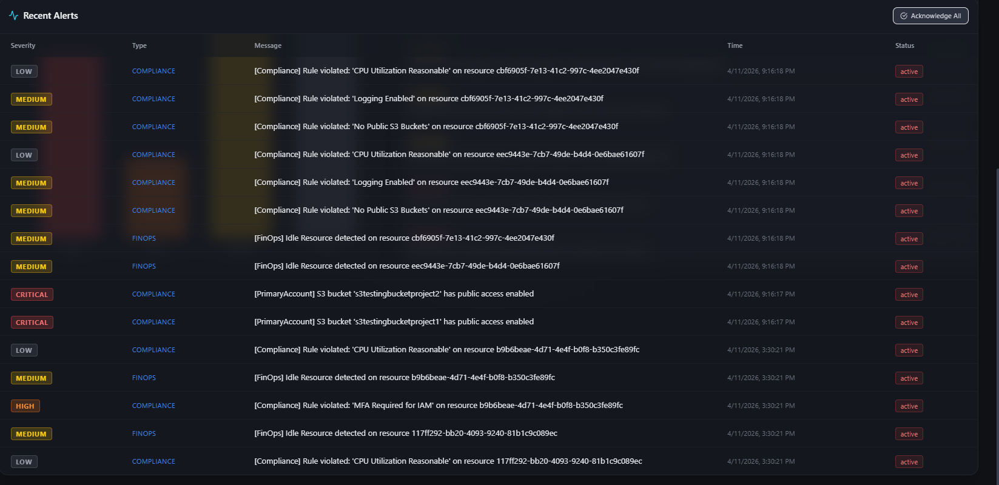 Recent Alerts
Acknowledge All
Severity Type Message Time Status
LOW COMPLIANCE [Compliance] Rule violated: 'CPU Utilization Reasonable' on resource cbf6905f-7e13-41c2-997c-4ee2047e430f 4/11/2026, 9:16:18 PM active
MEDIUM COMPLIANCE [Compliance] Rule violated: 'Logging Enabled' on resource cbf6905f-7e13-41c2-997c-4ee2047e430f 4/11/2026, 9:16:18 PM active
MEDIUM COMPLIANCE [Compliance] Rule violated: 'No Public S3 Buckets' on resource cbf6905f-7e13-41c2-997c-4ee2047e430f 4/11/2026, 9:16:18 PM active
LOW COMPLIANCE [Compliance] Rule violated: 'CPU Utilization Reasonable' on resource eec9443e-7cb7-49de-b4d4-0e6bae61607f 4/11/2026, 9:16:18 PM active
MEDIUM COMPLIANCE [Compliance] Rule violated: 'Logging Enabled' on resource eec9443e-7cb7-49de-b4d4-0e6bae61607f 4/11/2026, 9:16:18 PM active
MEDIUM COMPLIANCE [Compliance] Rule violated: 'No Public S3 Buckets' on resource eec9443e-7cb7-49de-b4d4-0e6bae61607f 4/11/2026, 9:16:18 PM active
MEDIUM FINOPS [FinOps] Idle Resource detected on resource cbf6905f-7e13-41c2-997c-4ee2047e430f 4/11/2026, 9:16:18 PM active
MEDIUM FINOPS [FinOps] Idle Resource detected on resource eec9443e-7cb7-49de-b4d4-0e6bae61607f 4/11/2026, 9:16:18 PM active
CRITICAL COMPLIANCE [PrimaryAccount] S3 bucket 's3testingbucketproject2' has public access enabled 4/11/2026, 9:16:17 PM active
CRITICAL COMPLIANCE [PrimaryAccount] S3 bucket 's3testingbucketproject1' has public access enabled 4/11/2026, 9:16:17 PM active
LOW COMPLIANCE [Compliance] Rule violated: 'CPU Utilization Reasonable' on resource b9b6beae-4d71-4e4f-b0f8-b350c3fe89fc 4/11/2026, 3:30:21 PM active
MEDIUM FINOPS [FinOps] Idle Resource detected on resource b9b6beae-4d71-4e4f-b0f8-b350c3fe89fc 4/11/2026, 3:30:21 PM active
HIGH COMPLIANCE [Compliance] Rule violated: 'MFA Required for IAM' on resource b9b6beae-4d71-4e4f-b0f8-b350c3fe89fc 4/11/2026, 3:30:21 PM active
MEDIUM FINOPS [FinOps] Idle Resource detected on resource 117ff292-bb20-4093-9240-81b1c9c089ec 4/11/2026, 3:30:21 PM active
LOW COMPLIANCE [Compliance] Rule violated: 'CPU Utilization Reasonable' on resource 117ff292-bb20-4093-9240-81b1c9c089ec 4/11/2026, 3:30:21 PM active